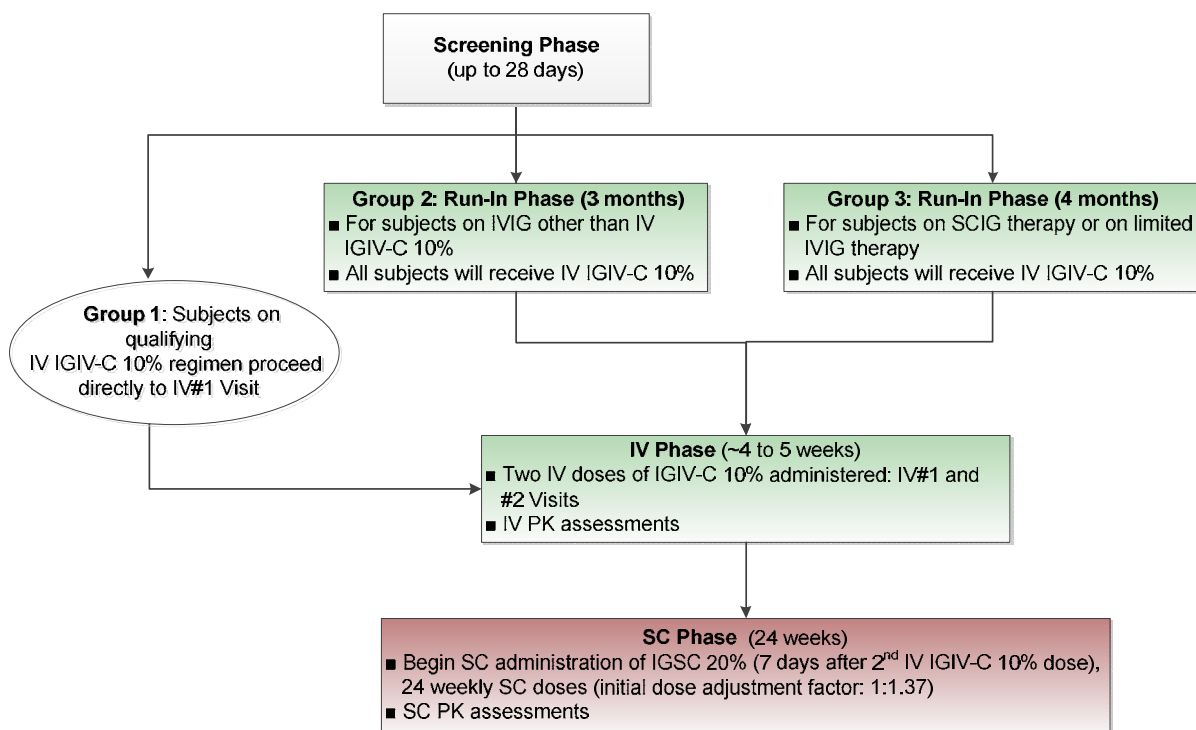 Screening Phase
(up to 28 days)
Group 2: Run-In Phase (3 months)
■ For subjects on IVIG other than IV
IGIV-C 10%
■ All subjects will receive IV IGIV-C 10%
Group 3: Run-In Phase (4 months)
■ For subjects on SCIG therapy or on limited
IVIG therapy
■ All subjects will receive IV IGIV-C 10%
Group 1: Subjects on
qualifying
IV IGIV-C 10% regimen proceed
directly to IV#1 Visit
IV Phase (~4 to 5 weeks)
■ Two IV doses of IGIV-C 10% administered: IV#1 and
#2 Visits
■ IV PK assessments
SC Phase (24 weeks)
■ Begin SC administration of IGSC 20% (7 days after 2nd IV IGIV-C 10% dose),
24 weekly SC doses (initial dose adjustment factor: 1:1.37)
■ SC PK assessments